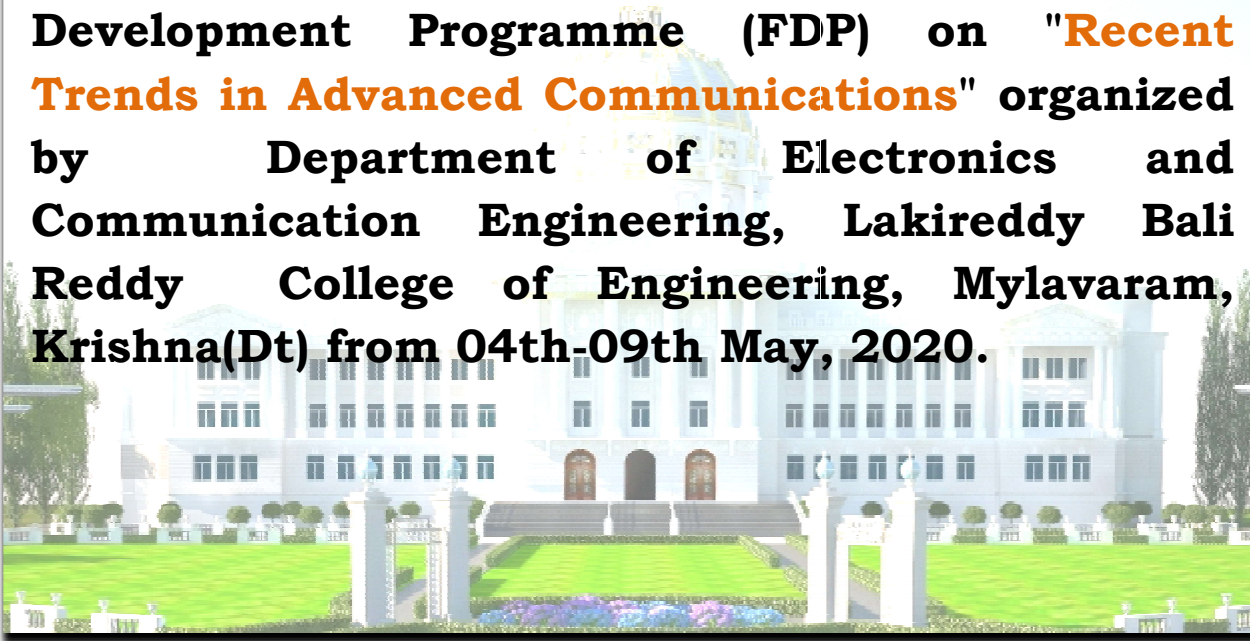 Development Programme (FDP) on "Recent
Trends in Advanced Communications" organized
by Department of Electronics and
Communication Engineering, Lakireddy Bali
Reddy College of Engineering, Mylavaram,
Krishna(Dt) from 04th-09th May, 2020.